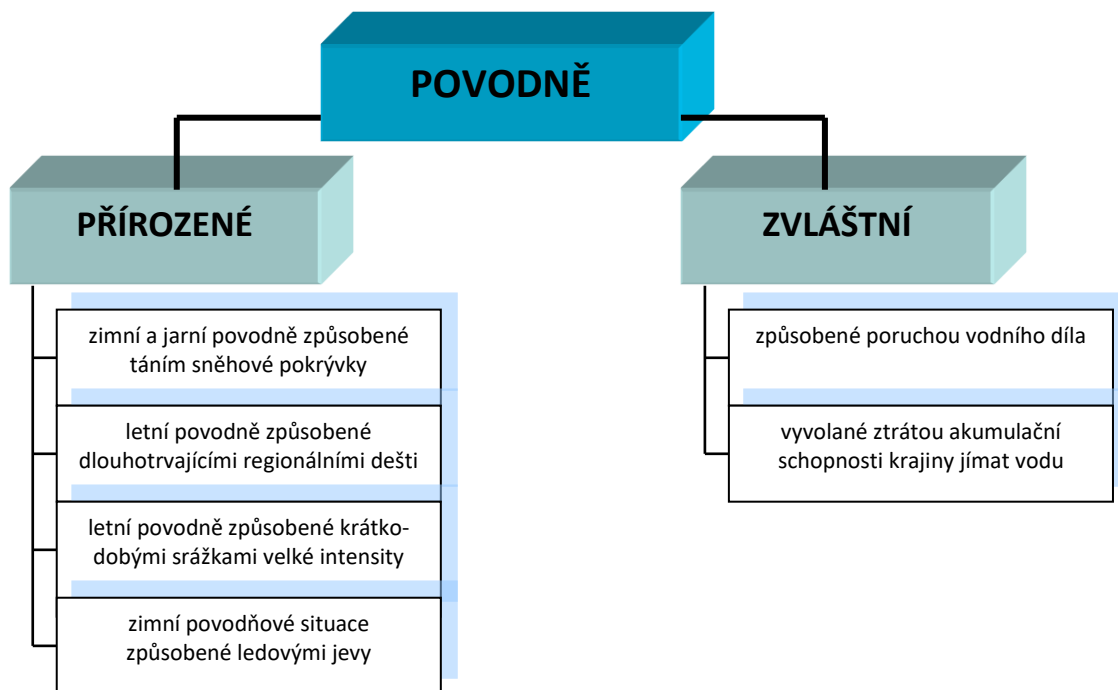 POVODNĚ
PŘÍROZENÉ
zimní a jarní povodně způsobené
táním sněhové pokrývky
letní povodně způsobené
dlouhotrvajícími regionálními dešti
letní povodně způsobené krátko-
dobými srážkami velké intensity
zimní povodňové situace
způsobené ledovými jevy
ZVLÁŠTNÍ
způsobené poruchou vodního díla
vyvolané ztrátou akumulační
schopnosti krajiny jímat vodu